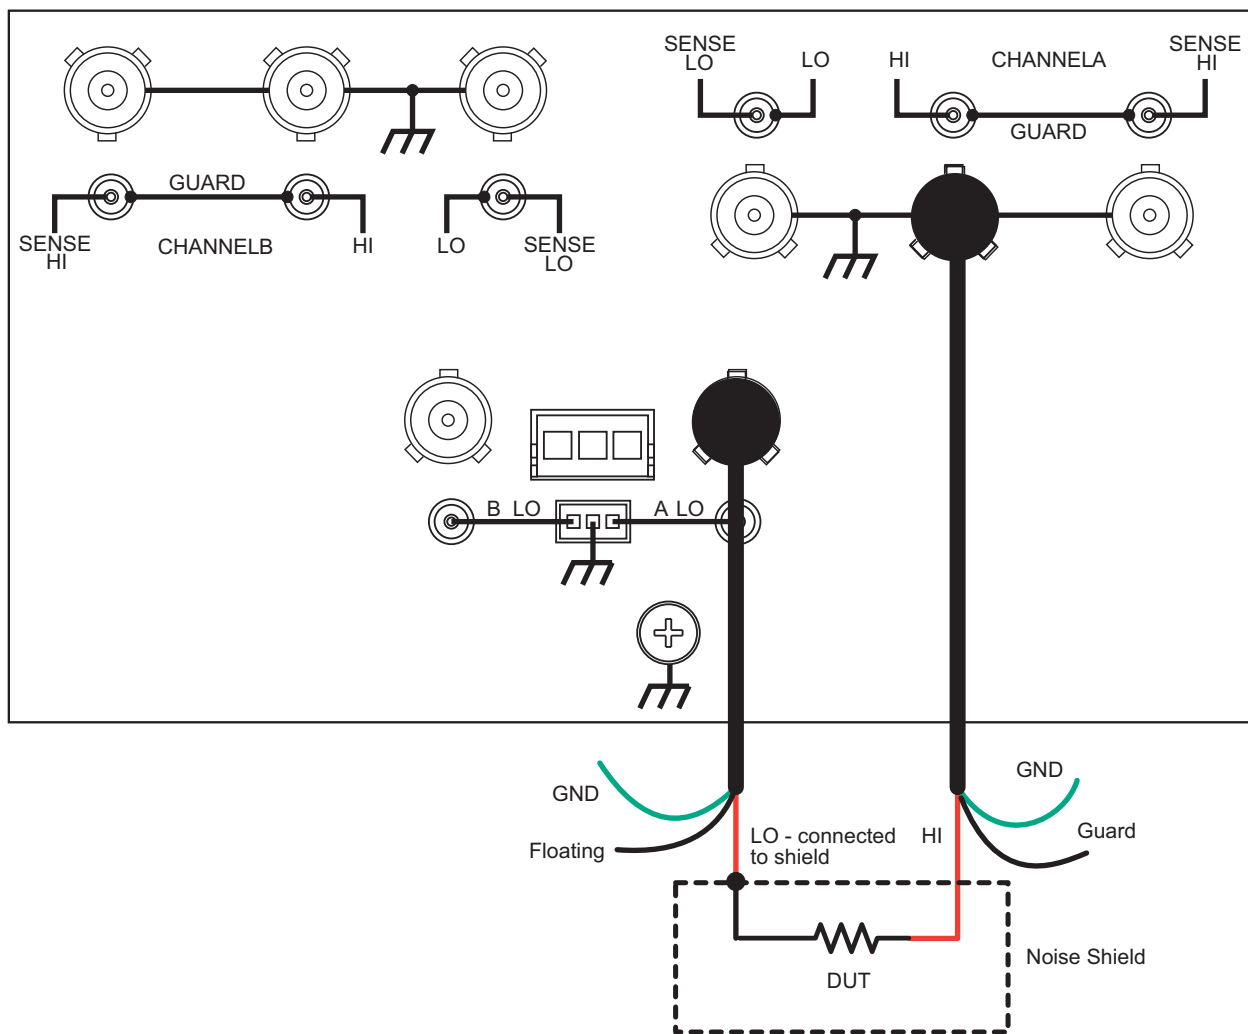 SENSE
LO
LO
HI
CHANNELA
SENSE
HI
GUARD
GUARD
SENSE
HI
CHANNELB
HI
LO
SENSE
LO
B LO
A LO
GND
Floating
LO - connected
to shield
HI
GND
Guard
DUT
Noise Shield